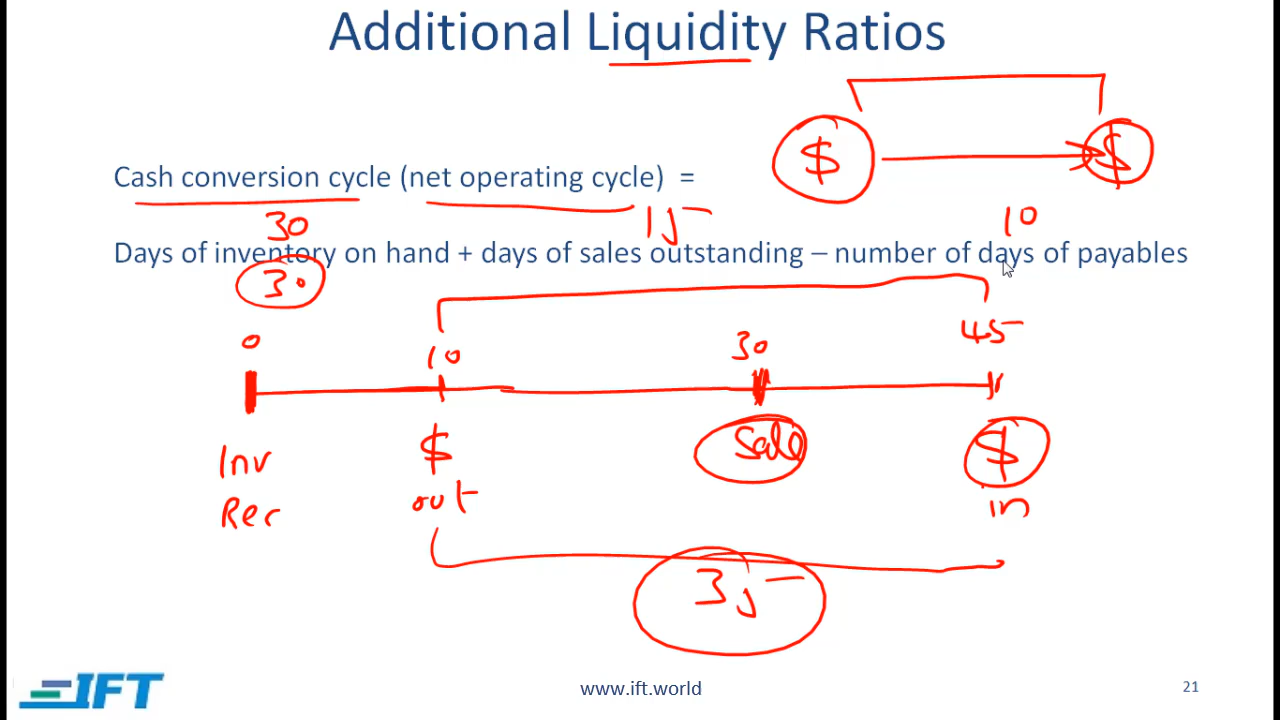 Additional Liquidity Ratios
$ $
Cash conversion cycle (net operating cycle) =
30 15 10
Days of inventory on hand + days of sales outstanding – number of days of payables
30
0 10 30 45
Inv $ Sale $
Rec out in
35
IFT www.ift.world 21